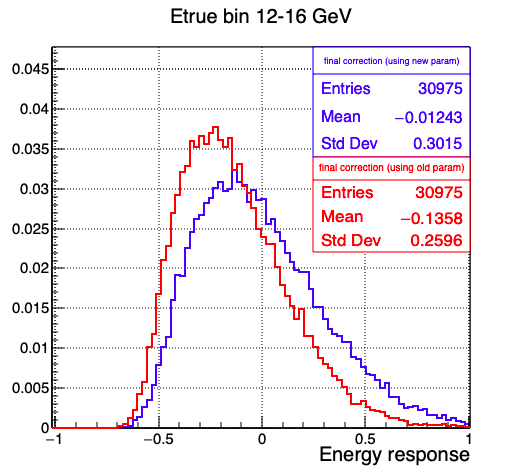 Etrue bin 12-16 GeV
final correction (using new param)
Entries 30975
Mean −0.01243
Std Dev 0.3015
final correction (using old param)
Entries 30975
Mean −0.1358
Std Dev 0.2596
0.045
0.04
0.035
0.03
0.025
0.02
0.015
0.01
0.005
0
−1 −0.5 0 0.5 1
Energy response